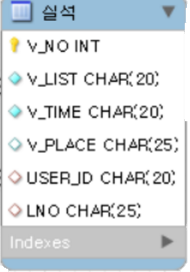 실석
V_NO INT
V_LIST CHAR(20)
V_TIME CHAR(20)
V_PLACE CHAR(25)
USER_ID CHAR(20)
LNO CHAR(25)
Indexes